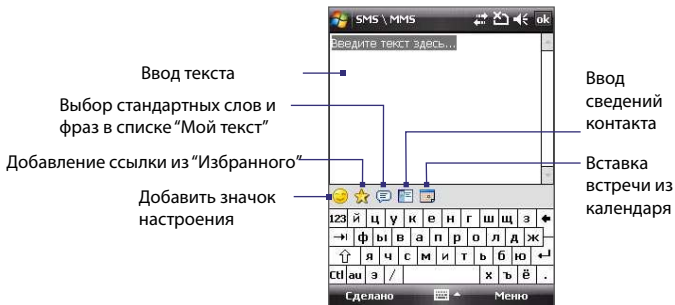 SMS \ MMS ok
Введите текст здесь...
Ввод текста
Выбор стандартных слов и
фраз в списке “Мой текст”
Добавление ссылки из “Избранного”
Добавить значок
настроения
Ввод
сведений
контакта
Вставка
встречи из
календаря
123 й ц у к е н г ш щ з
ф ы в а п р о л д ж
я ч с м и т ь б ю
Ctl au э / х ъ ё .
Сделано Меню